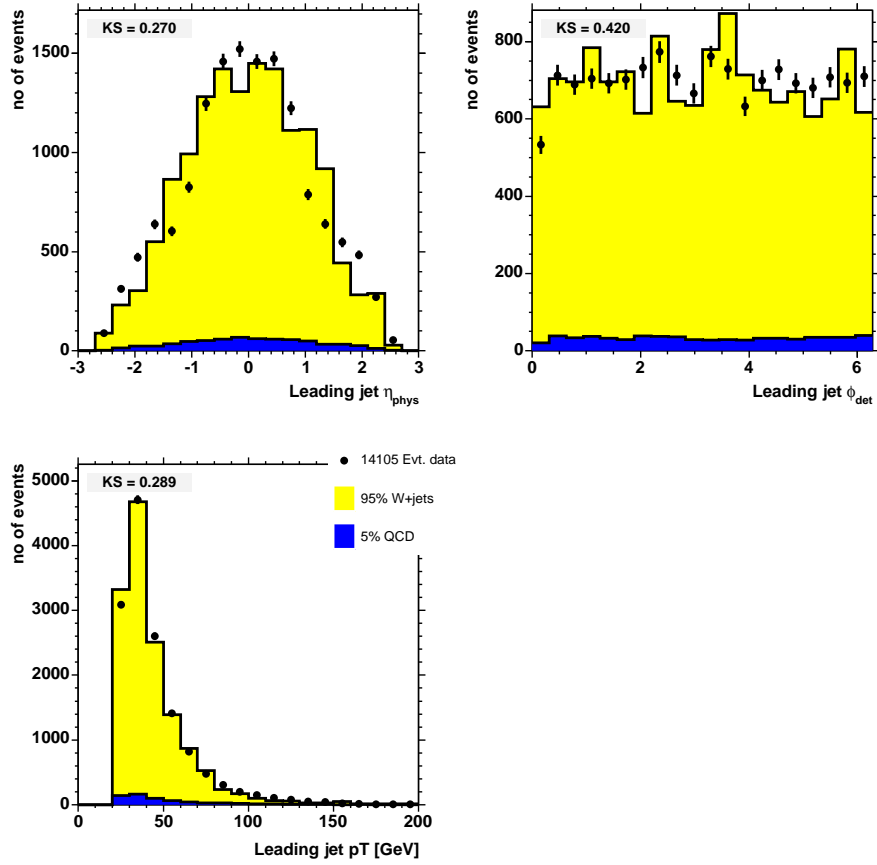 KS = 0.270
no of events
1500
1000
500
0
-3 -2 -1 0 1 2 3
Leading jet ηphys
KS = 0.420
no of events
800
600
400
200
0
0 2 4 6
Leading jet ϕdet
KS = 0.289
no of events
5000
4000
3000
2000
1000
0
0 50 100 150 200
Leading jet pT [GeV]
14105 Evt. data
95% W+jets
5% QCD